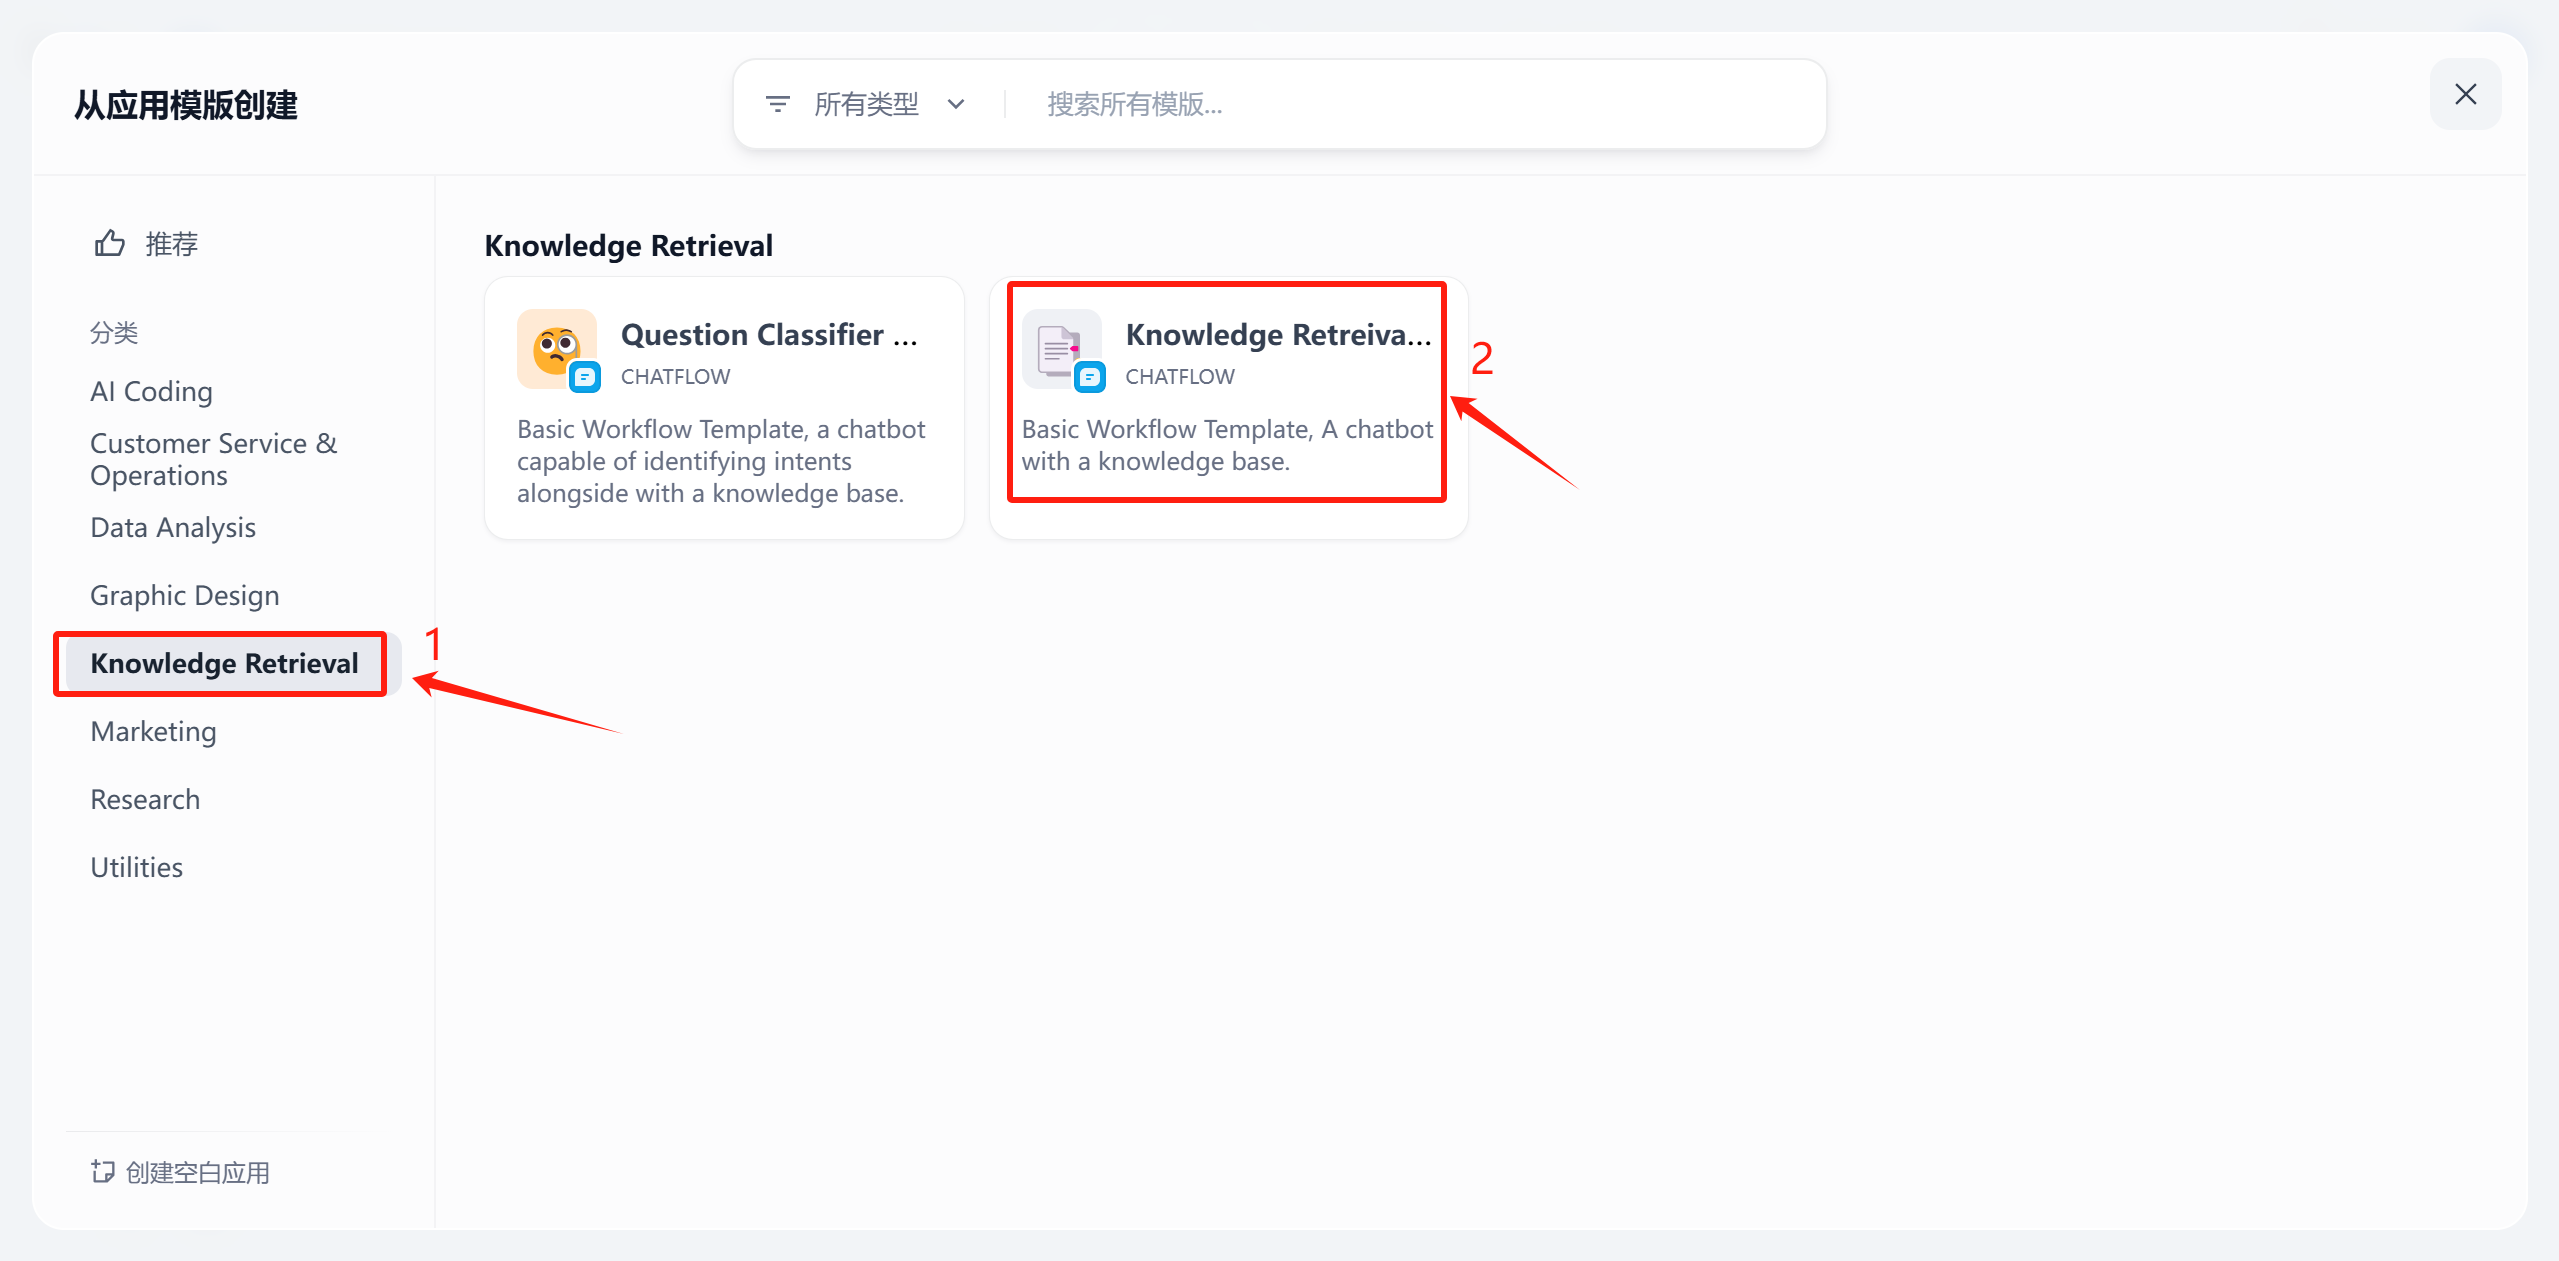 从应用模版创建
所有类型
搜索所有模版...
推荐
分类
AI Coding
Customer Service &
Operations
Data Analysis
Graphic Design
Knowledge Retrieval
1
Marketing
Research
Utilities
创建空白应用
Knowledge Retrieval
Question Classifier ...
CHATFLOW
Basic Workflow Template, a chatbot
capable of identifying intents
alongside with a knowledge base.
Knowledge Retreiva...
CHATFLOW
Basic Workflow Template, A chatbot
with a knowledge base.
2